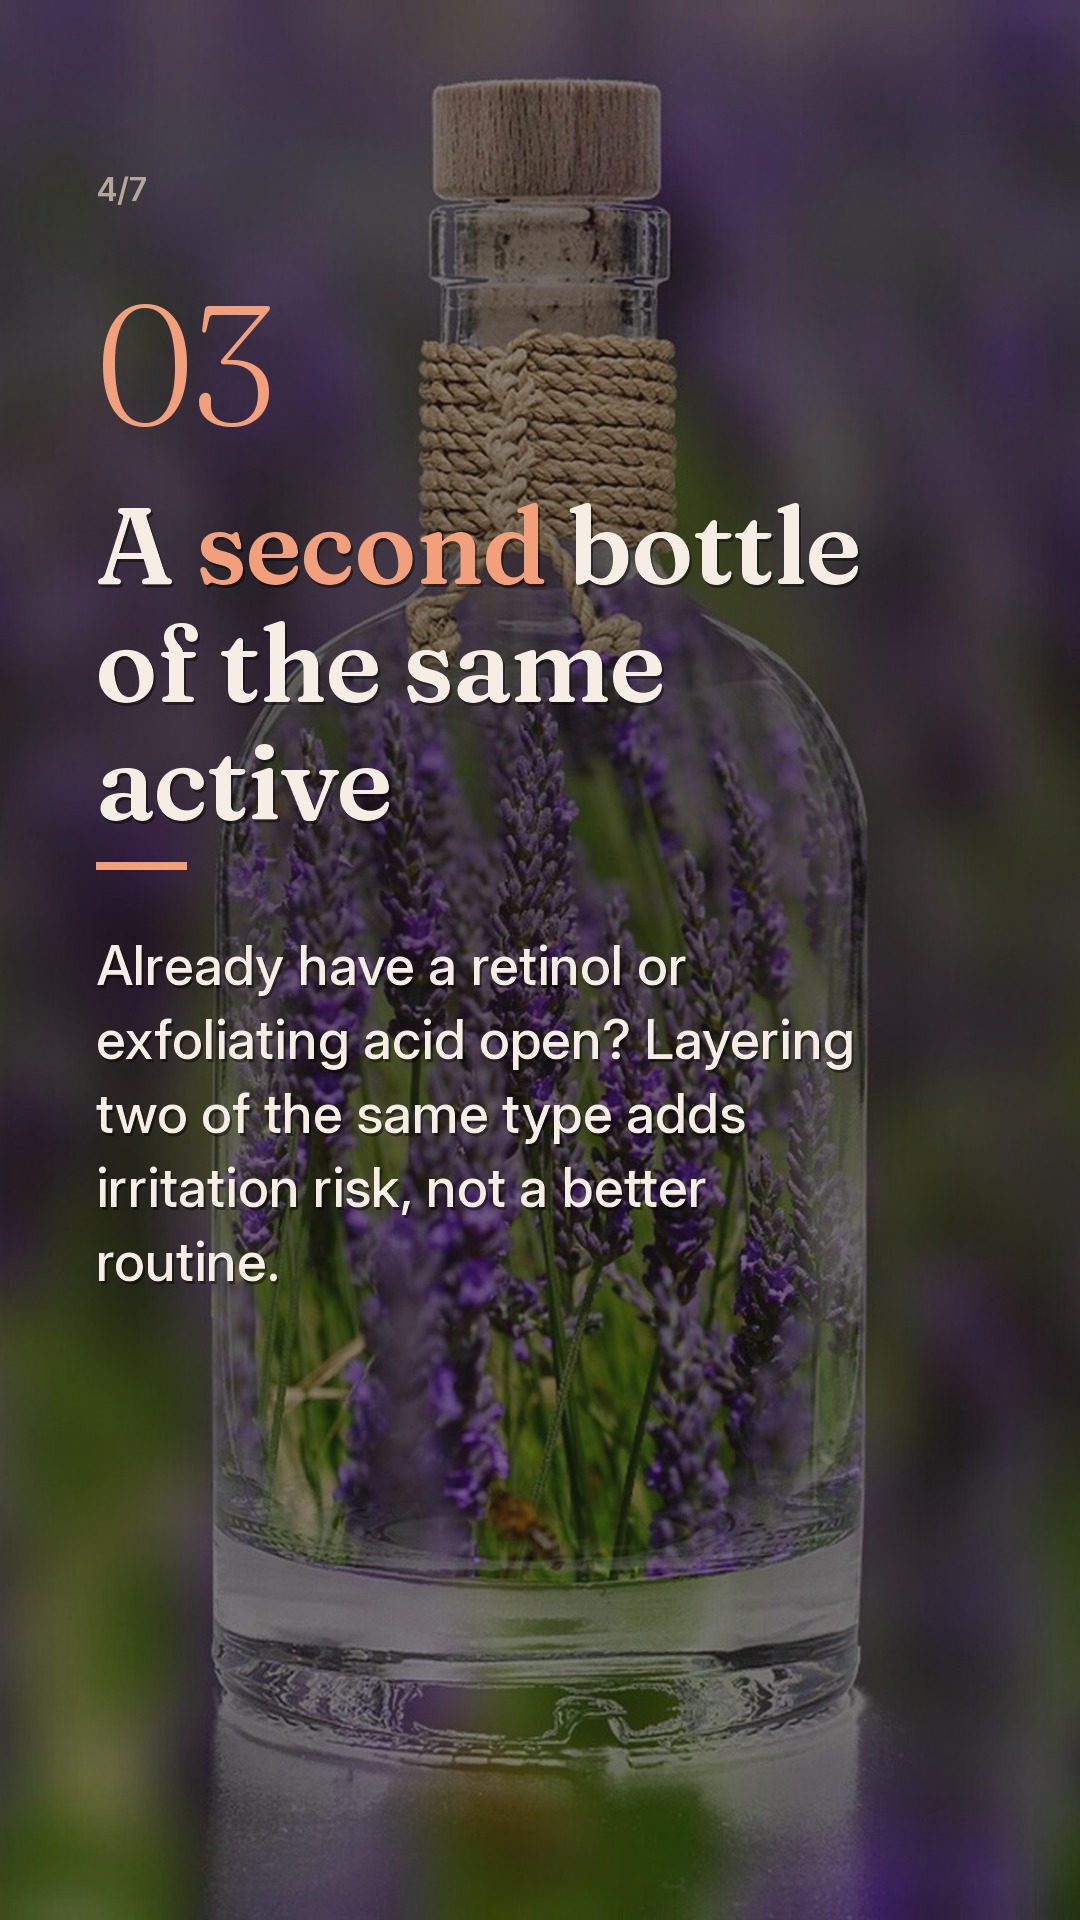 4/7
03
A second bottle
of the same
active
Already have a retinol or
exfoliating acid open? Layering
two of the same type adds
irritation risk, not a better
routine.